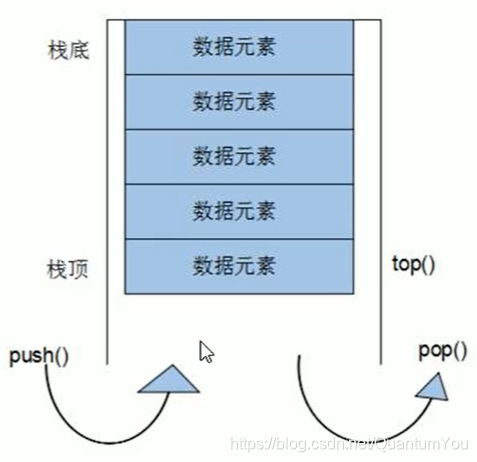 栈底
数据元素
数据元素
数据元素
数据元素
栈顶
数据元素
top()
push()
pop()
https://blog.csdn.net/QuantumYou